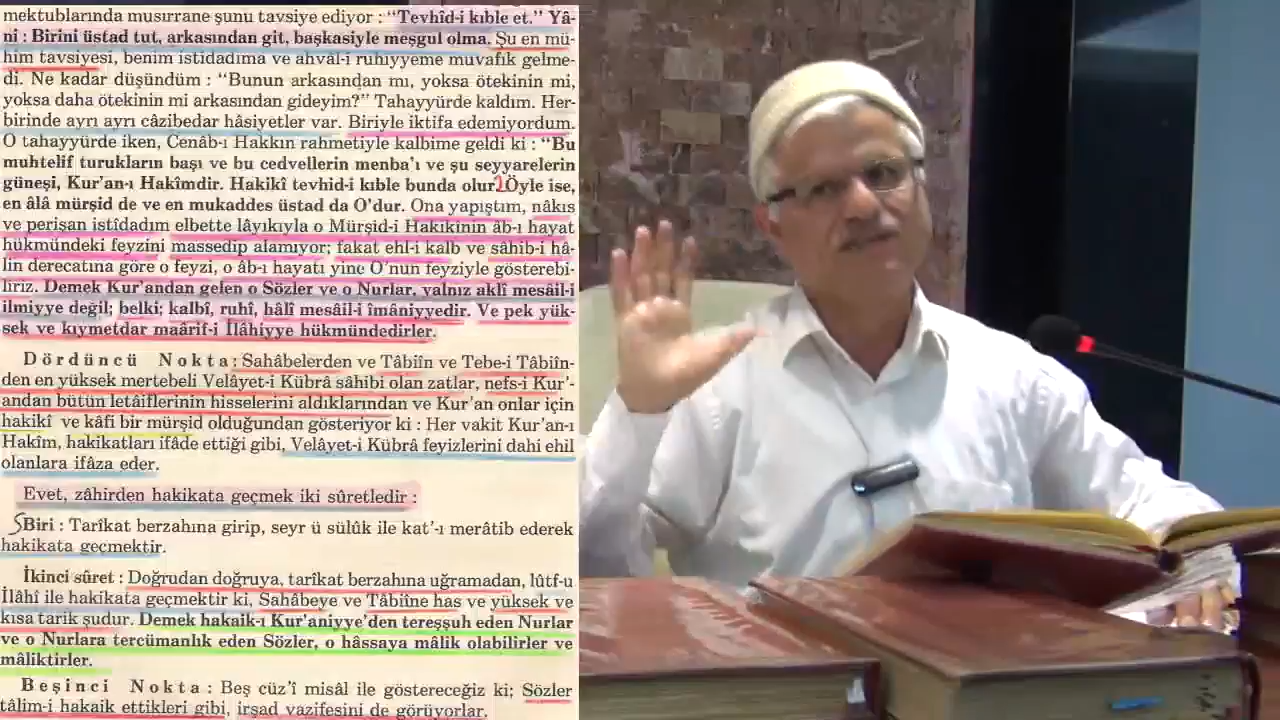 mektublarında musırrane şunu tavsiye ediyor : "Tevhîd-i kıble et." Yâ-
ni : Birini üstad tut, arkasından git, başkasiyle meşgul olma. Şu en mü-
him tavsiyesi, benim istidadıma ve ahvâl-i ruhiyyeme muvafık gelme-
di. Ne kadar düşündüm : "Bunun arkasından mı, yoksa ötekinin mi,
yoksa daha ötekinin mi arkasından gideyim?" Tahayyürde kaldım. Her-
birinde ayrı ayrı câzibedar hâsiyetler var. Biriyle iktifa edemiyordum.
O tahayyürde iken, Cenâb-ı Hakkın rahmetiyle kalbime geldi ki : "Bu
muhtelif turukların başı ve bu cedvellerin menba'ı ve şu seyyarelerin
güneşi, Kur'an-ı Hakîmdir. Hakikî tevhid-i kıble bunda olur. Öyle ise,
en âlâ mürşid de ve en mukaddes üstad da O'dur. Ona yapıştım, nâkıs
ve perişan istîdadım elbette lâyıkıyla o Mürşid-i Hakikînin âb-ı hayat
hükmündeki feyzini massedip alamıyor; fakat ehl-i kalb ve sâhib-i hâ-
lin derecatına göre o feyzi, o âb-ı hayatı yine O'nun feyziyle gösterebi-
liriz. Demek Kur'andan gelen o Sözler ve o Nurlar, yalnız aklî mesâil-i
ilmiyye değil; belki; kalbî, ruhî, hâlî mesâil-i îmâniyyedir. Ve pek yük-
sek ve kıymetdar maârif-i İlâhiyye hükmündedirler.
Dördüncü Nokta : Sahâbelerden ve Tâbiîn ve Tebe-i Tâbiîn-
den en yüksek mertebeli Velâyet-i Kübrâ sâhibi olan zatlar, nefs-i Kur'-
andan bütün letâiflerinin hisselerini aldıklarından ve Kur'an onlar için
hakikî ve kâfi bir mürşid olduğundan gösteriyor ki : Her vakit Kur'an-ı
Hakîm, hakikatları ifâde ettiği gibi, Velâyet-i Kübrâ feyizlerini dahi ehil
olanlara ifâza eder.
Evet, zâhirden hakikata geçmek iki sûretledir :
Biri : Tarîkat berzahına girip, seyr ü sülûk ile kat'-ı merâtib ederek
hakikata geçmektir.
İkinci sûret : Doğrudan doğruya, tarîkat berzahına uğramadan, lûtf-u
İlâhî ile hakikata geçmektir ki, Sahâbeye ve Tâbiîne has ve yüksek ve
kısa tarik şudur. Demek hakaik-ı Kur'aniyye'den tereşşuh eden Nurlar
ve o Nurlara tercümanlık eden Sözler, o hâssaya mâlik olabilirler ve
mâliktirler.
Beşinci Nokta : Beş cüz'î misâl ile göstereceğiz ki; Sözler
tâlim-i hakaik ettikleri gibi, irşad vazifesini de görüyorlar.